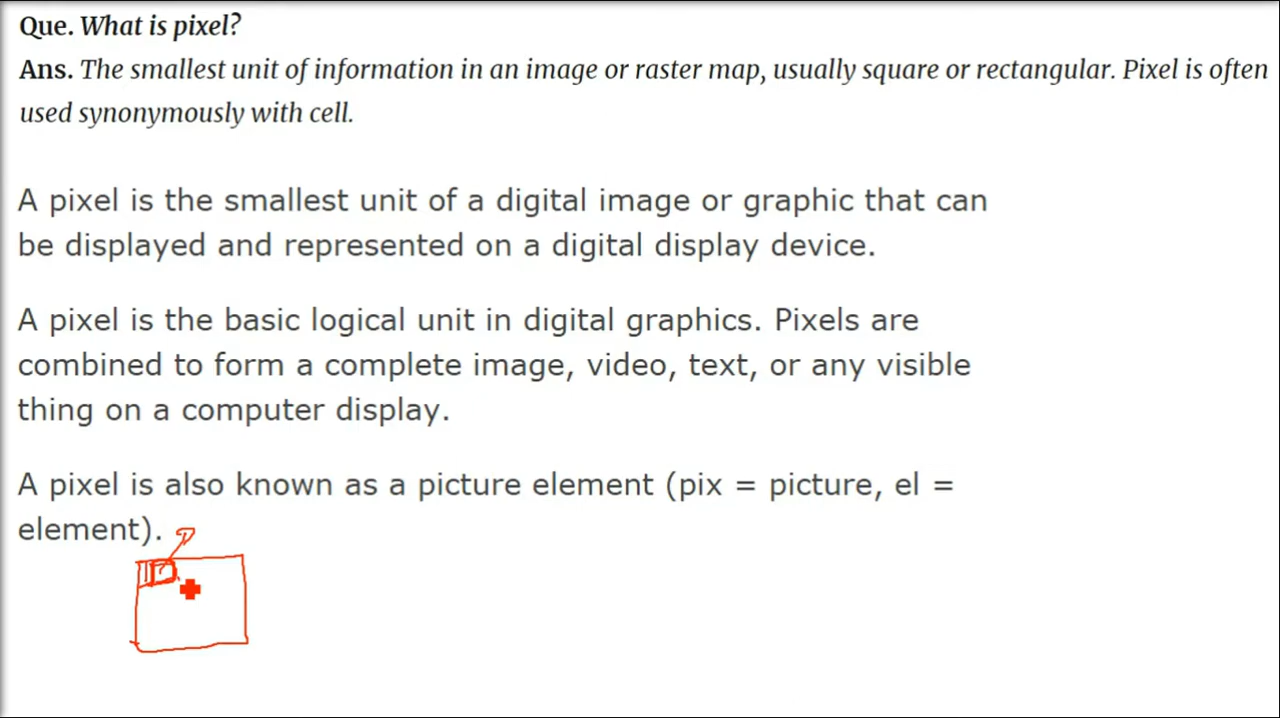 Que. What is pixel?
Ans. The smallest unit of information in an image or raster map, usually square or rectangular. Pixel is often
used synonymously with cell.
A pixel is the smallest unit of a digital image or graphic that can
be displayed and represented on a digital display device.
A pixel is the basic logical unit in digital graphics. Pixels are
combined to form a complete image, video, text, or any visible
thing on a computer display.
A pixel is also known as a picture element (pix = picture, el =
element).